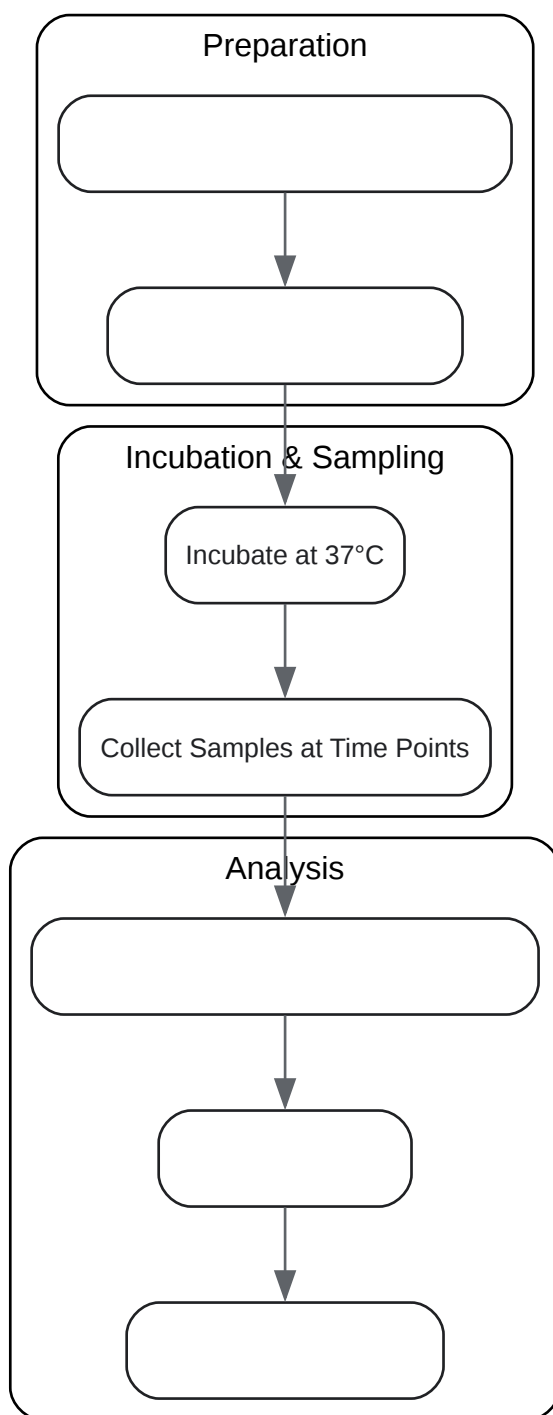 Preparation
Incubation & Sampling
Incubate at 37°C
Collect Samples at Time Points
Analysis